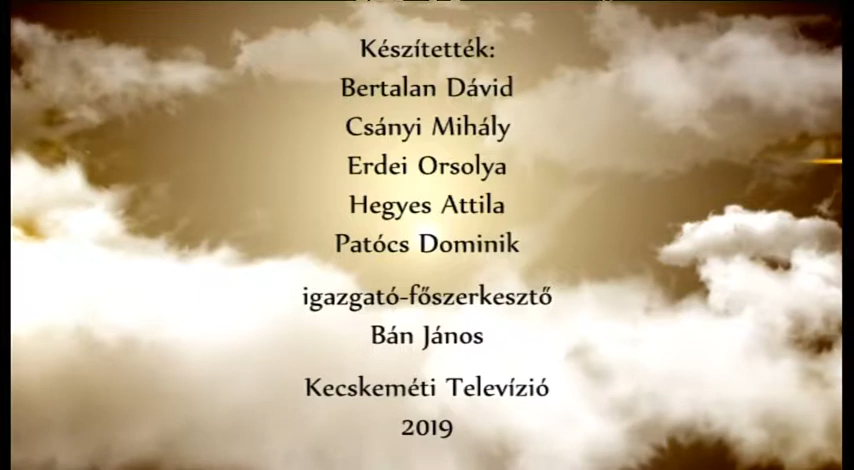 Készítették:
Bertalan Dávid
Csányi Mihály
Erdei Orsolya
Hegyes Attila
Patócs Dominik
igazgató-főszerkesztő
Bán János
Kecskeméti Televízió
2019